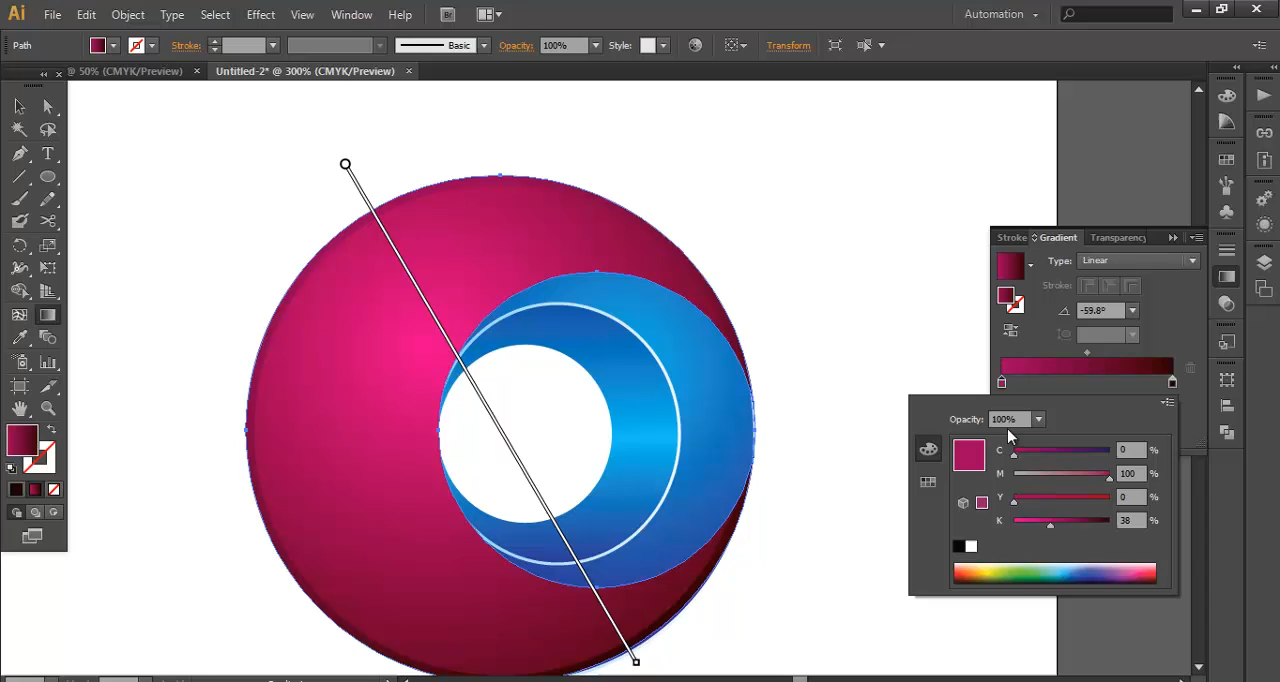 Ai File Edit Object Type Select Effect View Window Help Br Automation
Path Stroke: Basic Opacity: 100% Style: Transform
@ 50% (CMYK/Preview) × Untitled-2* @ 300% (CMYK/Preview) ×
Stroke Gradient Transparency
Type: Linear
Stroke:
-59.8°
Opacity: 100%
C 0 %
M 100 %
Y 0 %
K 38 %